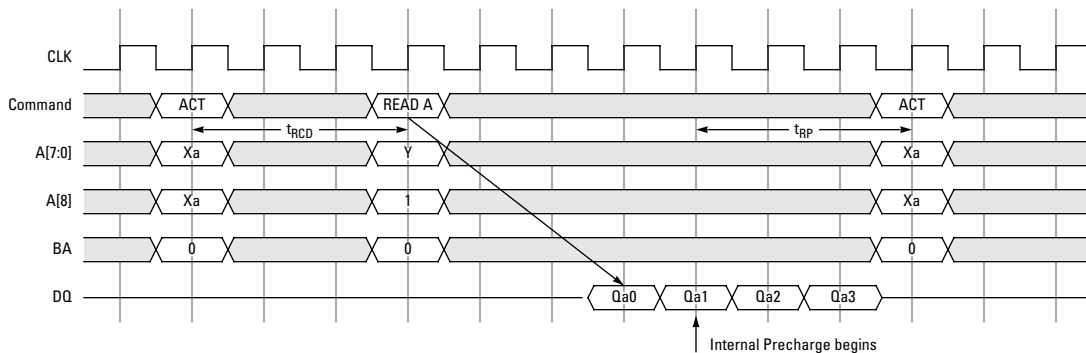 CLK
Command ACT READ A ACT
tRCD tRP
A[7:0] Xa Y Xa
A[8] Xa 1 Xa
BA 0 0 0
DQ Qa0 Qa1 Qa2 Qa3
Internal Precharge begins